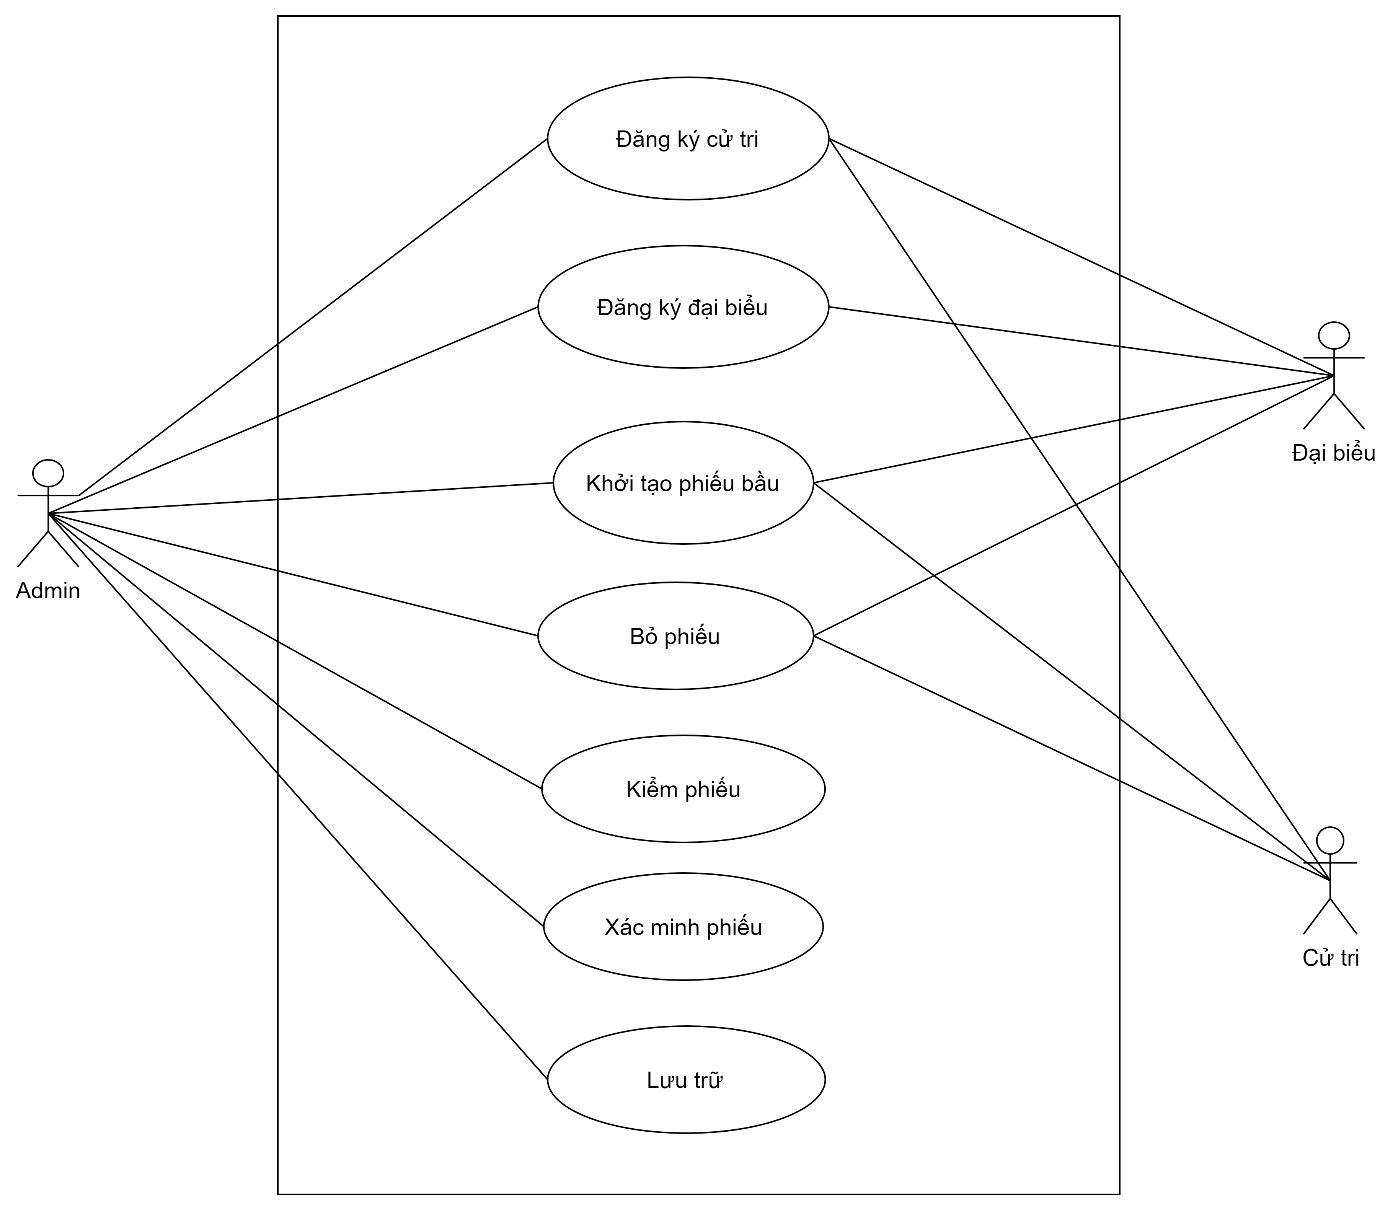 Đăng ký cử tri
Đăng ký đại biểu
Đại biểu
Khởi tạo phiếu bầu
Admin
Bỏ phiếu
Kiểm phiếu
Xác minh phiếu
Cử tri
Lưu trữ